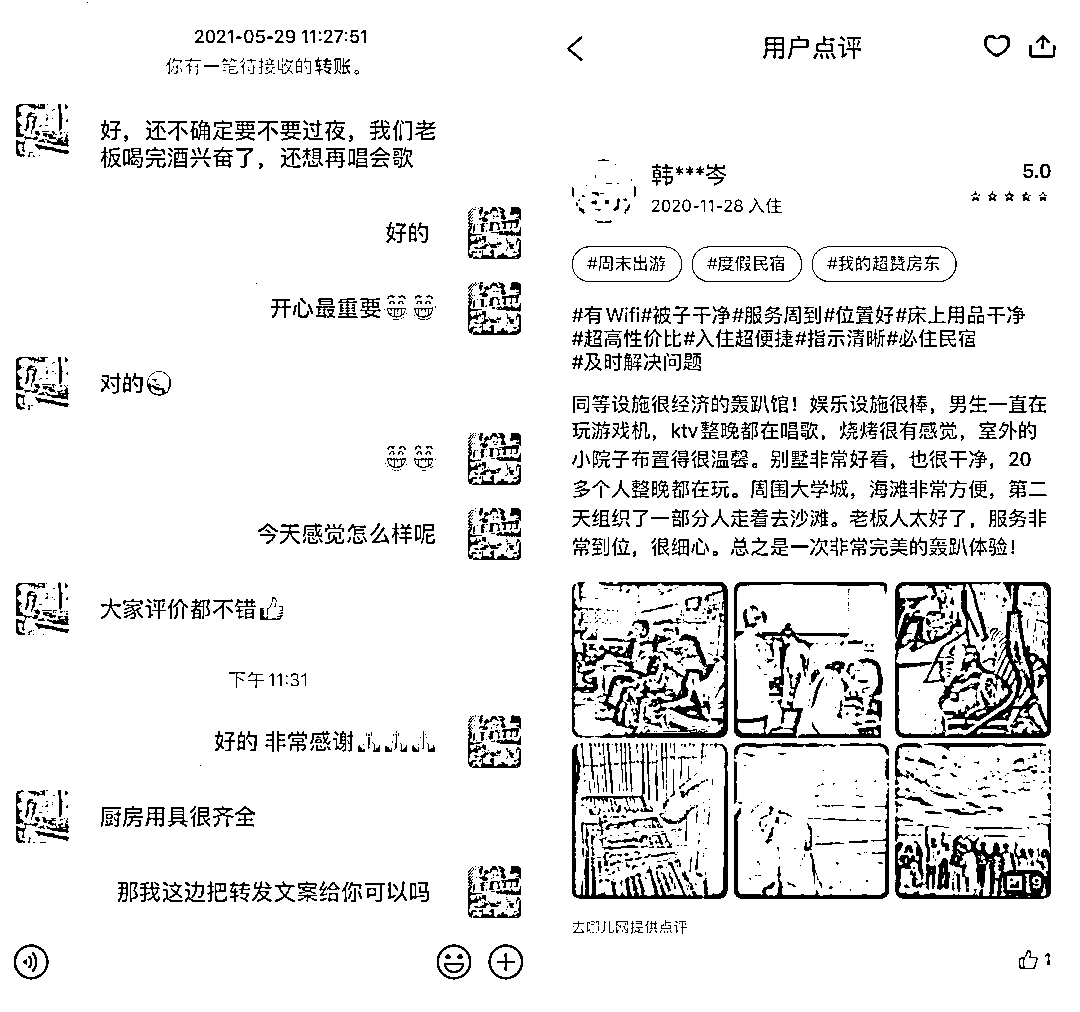 2021-05-29 11:27:51
你有一笔待接收的转账。
好，还不确定要不要过夜，我们老
板喝完酒兴奋了，还想再唱会歌
好的
开心最重要
对的
今天感觉怎么样呢
大家评价都不错
下午 11:31
好的 非常感谢
厨房用具很齐全
那我这边把转发文案给你可以吗
用户点评
韩***岑
5.0
2020-11-28 入住
#周末出游
#度假民宿
#我的超赞房东
#有Wifi#被子干净#服务周到#位置好#床上用品干净
#超高性价比#入住超便捷#指示清晰#必住民宿
#及时解决问题
同等设施很经济的轰趴馆！娱乐设施很棒，男生一直在
玩游戏机，ktv整晚都在唱歌，烧烤很有感觉，室外的
小院子布置得很温馨。别墅非常好看，也很干净，20
多个人整晚都在玩。周围大学城，海滩非常方便，第二
天组织了一部分人走着去沙滩。老板人太好了，服务非
常到位，很细心。总之是一次非常完美的轰趴体验！
9
去哪儿网提供点评
1